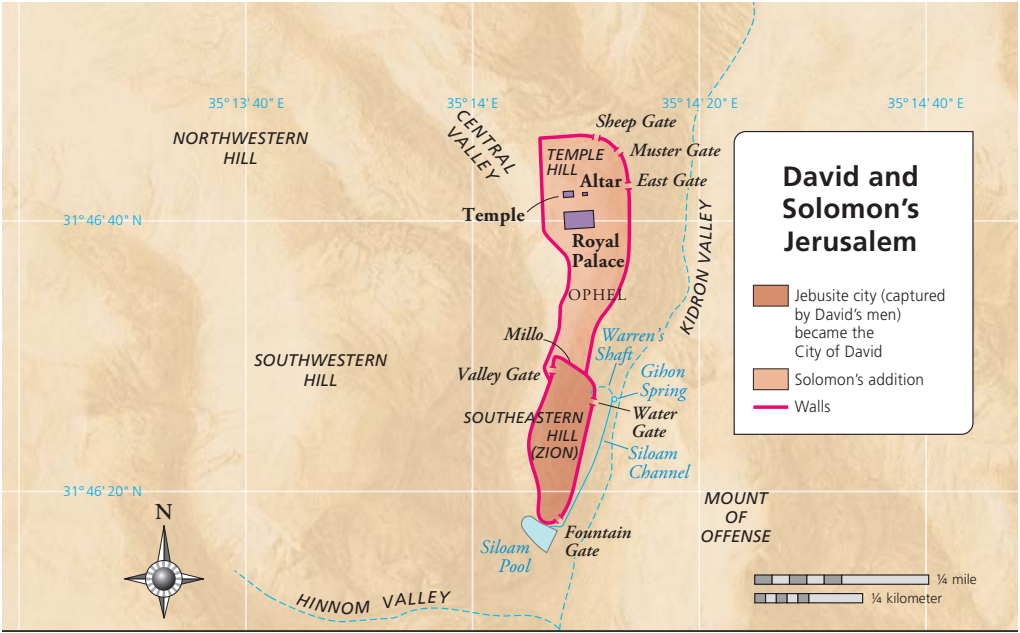 35° 13' 40" E
35° 14' E
35° 14' 20" E
35° 14' 40" E
NORTHWESTERN
HILL
CENTRAL
VALLEY
Sheep Gate
Muster Gate
TEMPLE
HILL
Altar
East Gate
Temple
31° 46' 40" N
Royal
Palace
KIDRON VALLEY
OPHEL
David and
Solomon's
Jerusalem
Jebusite city (captured
by David's men)
became the
City of David
Solomon's addition
Walls
Millo
Warren's
Shaft
SOUTHWESTERN
HILL
Valley Gate
Gihon
Spring
SOUTHEASTERN
HILL
(ZION)
Water
Gate
Siloam
Channel
31° 46' 20" N
MOUNT
OF
OFFENSE
N
Fountain
Gate
Siloam
Pool
HINNOM VALLEY
¼ mile
¼ kilometer